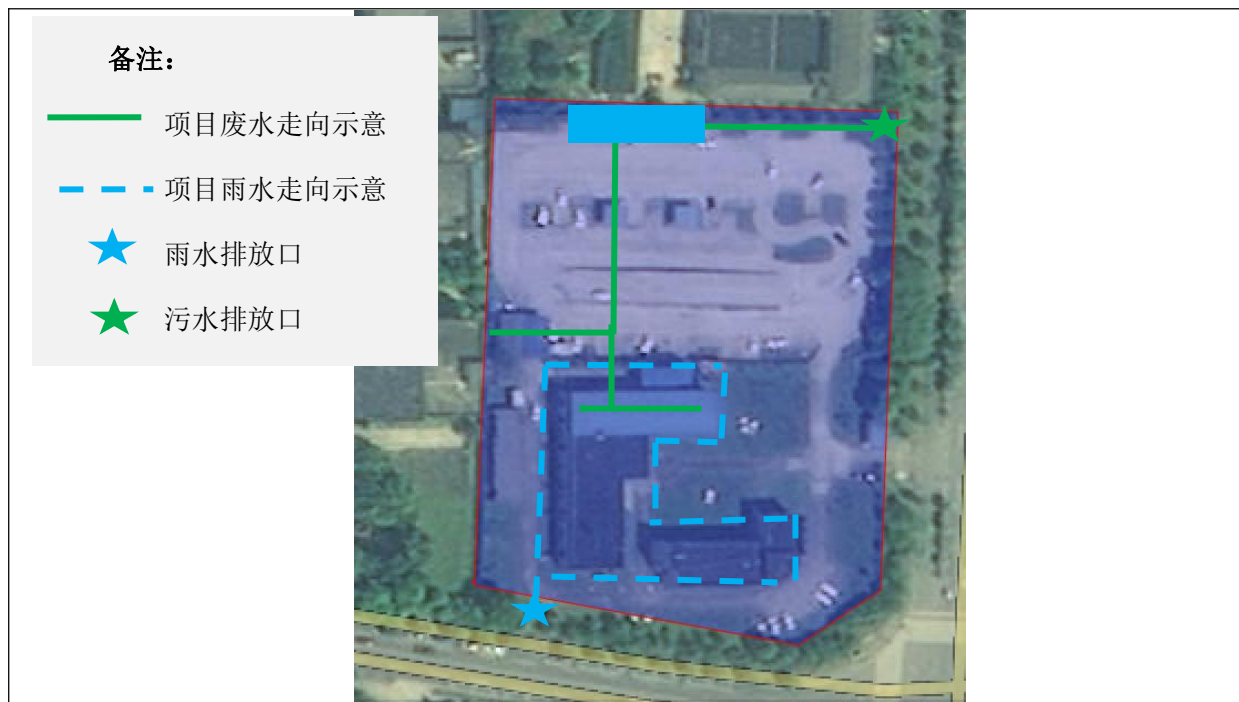 备注：
项目废水走向示意
项目雨水走向示意
雨水排放口
污水排放口